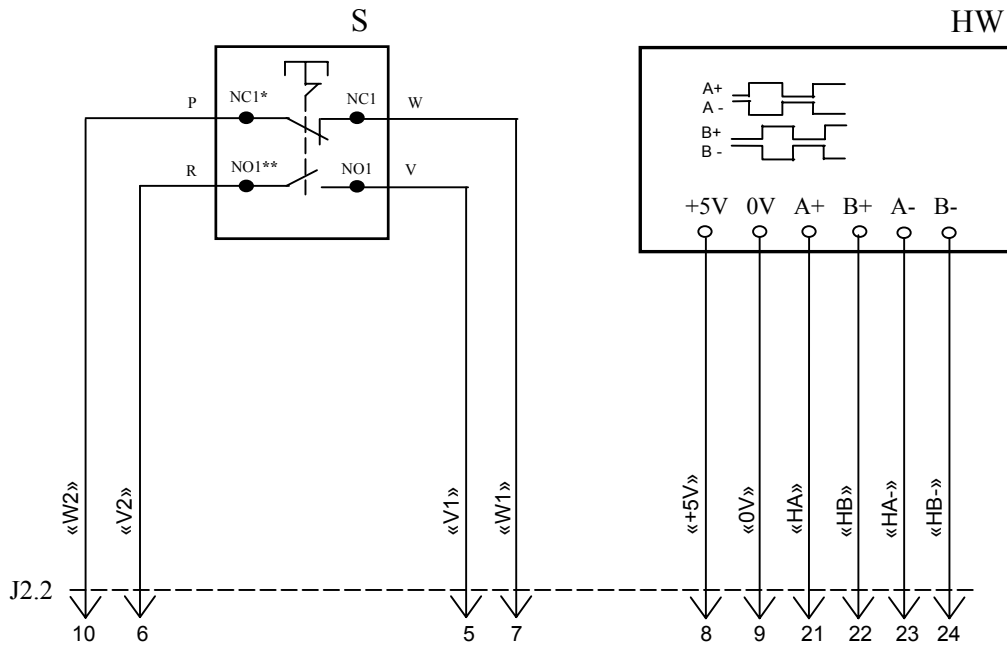 S HW
A+
A -
B+
B -
P NC1* NC1 W
R NO1** NO1 V
+5V 0V A+ B+ A- B-
«W2» «V2» «V1» «W1» «+5V» «0V» «HA» «HB» «HA-» «HB-»
J2.2
10 6 5 7 8 9 21 22 23 24